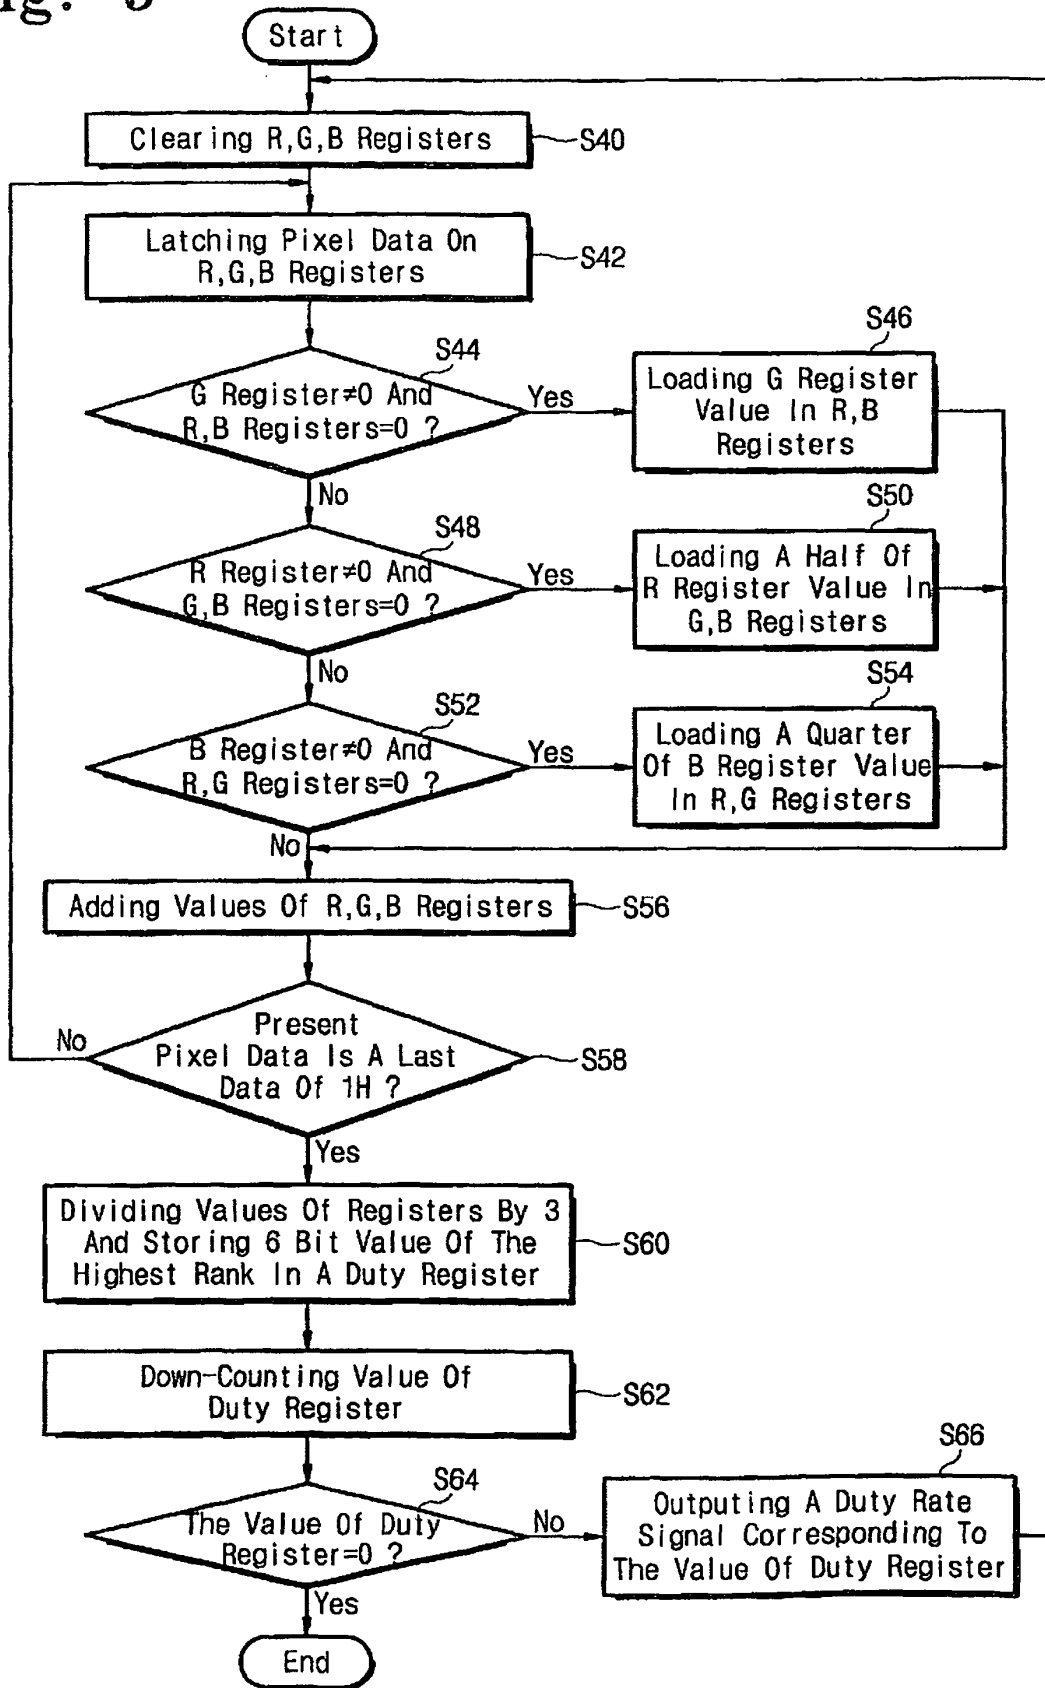 Start
Clearing R,G,B Registers
S40
Latching Pixel Data On
R,G,B Registers
S42
S44
G Register≠0 And
R,B Registers=0 ?
Yes
No
S46
Loading G Register
Value In R,B
Registers
S48
R Register≠0 And
G,B Registers=0 ?
Yes
No
S50
Loading A Half Of
R Register Value In
G,B Registers
S52
B Register≠0 And
R,G Registers=0 ?
Yes
No
S54
Loading A Quarter
Of B Register Value
In R,G Registers
Adding Values Of R,G,B Registers
S56
Present
Pixel Data Is A Last
Data Of 1H ?
No
S58
Yes
Dividing Values Of Registers By 3
And Storing 6 Bit Value Of The
Highest Rank In A Duty Register
S60
Down-Counting Value Of
Duty Register
S62
S64
The Value Of Duty
Register=0 ?
No
Yes
S66
Outputing A Duty Rate
Signal Corresponding To
The Value Of Duty Register
End